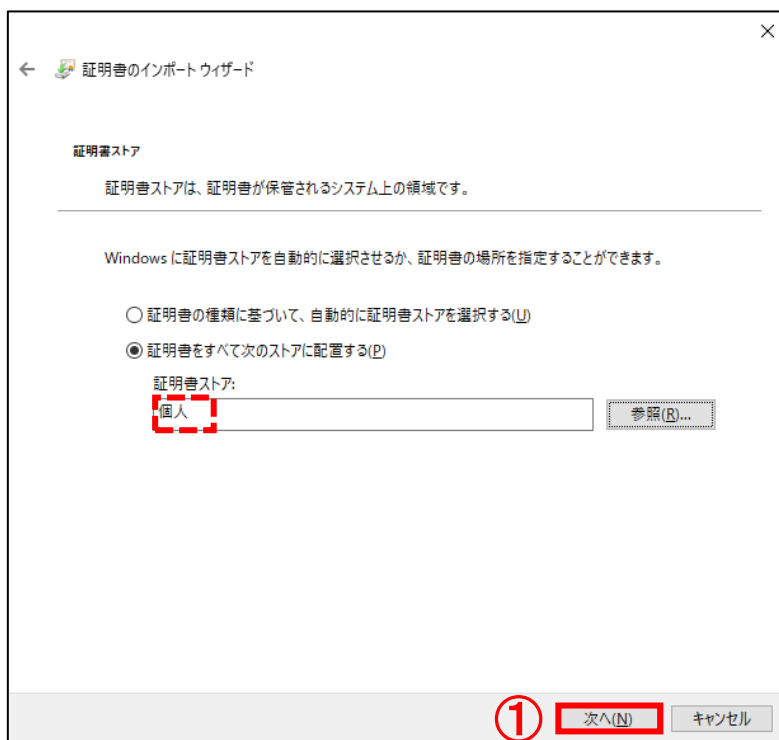 証明書のインポート ウィザード
証明書ストア
証明書ストアは、証明書が保管されるシステム上の領域です。
Windows に証明書ストアを自動的に選択させるか、証明書の場所を指定することができます。
証明書の種類に基づいて、自動的に証明書ストアを選択する(U)
証明書をすべて次のストアに配置する(P)
証明書ストア:
個人
参照(R)...
① 次へ(N) キャンセル